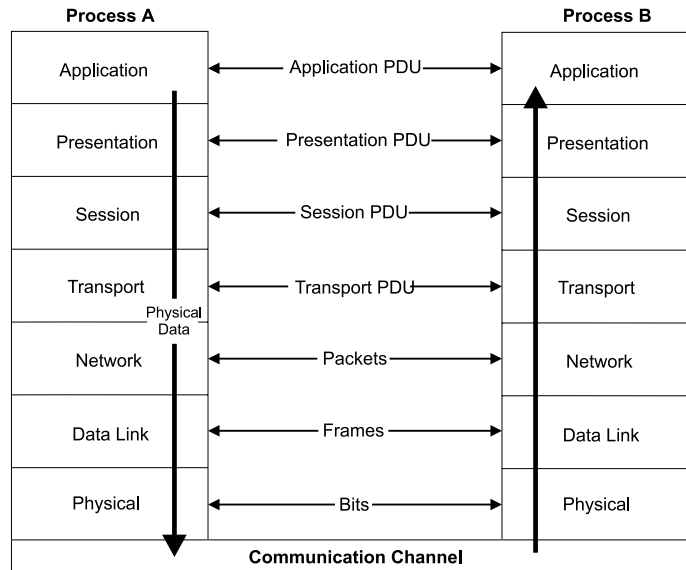 Process A
Process B
Application
Application PDU
Application
Presentation
Presentation PDU
Presentation
Session
Session PDU
Session
Transport
Transport PDU
Transport
Physical
Data
Network
Packets
Network
Data Link
Frames
Data Link
Physical
Bits
Physical
Communication Channel